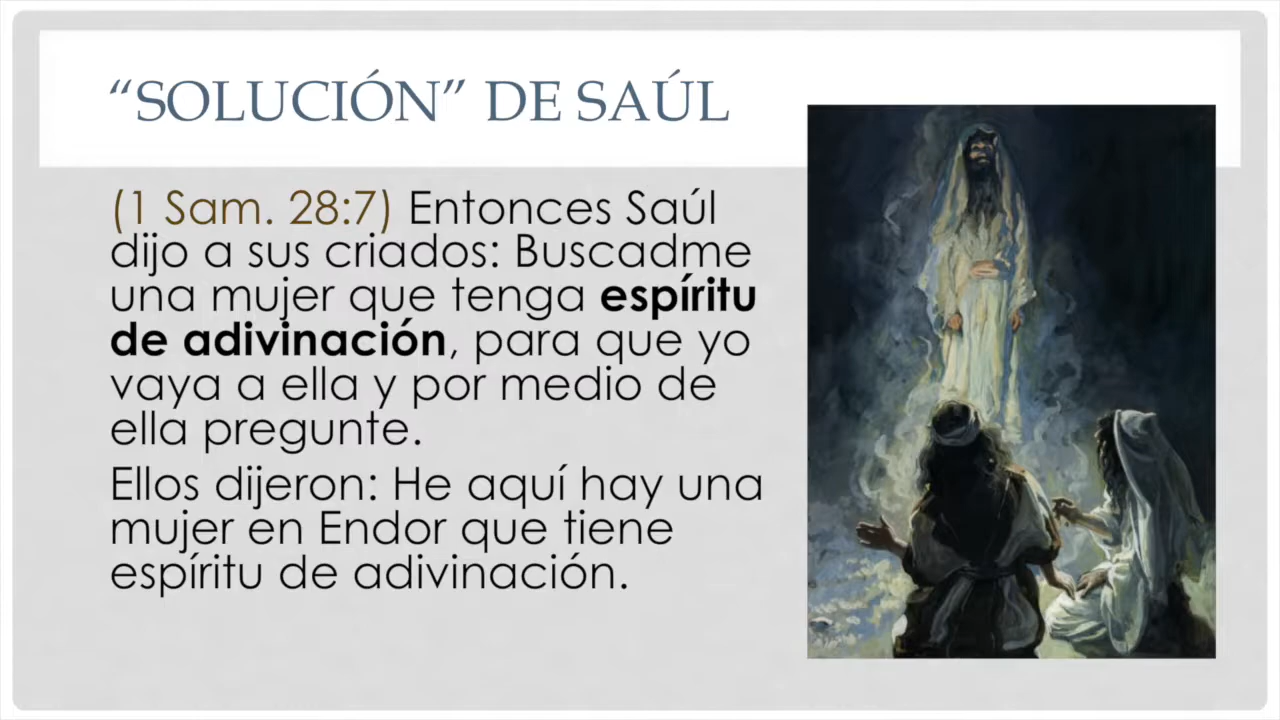 “SOLUCIÓN” DE SAÚL
(1 Sam. 28:7) Entonces Saúl
dijo a sus criados: Buscadme
una mujer que tenga espíritu
de adivinación, para que yo
vaya a ella y por medio de
ella pregunte.
Ellos dijeron: He aquí hay una
mujer en Endor que tiene
espíritu de adivinación.